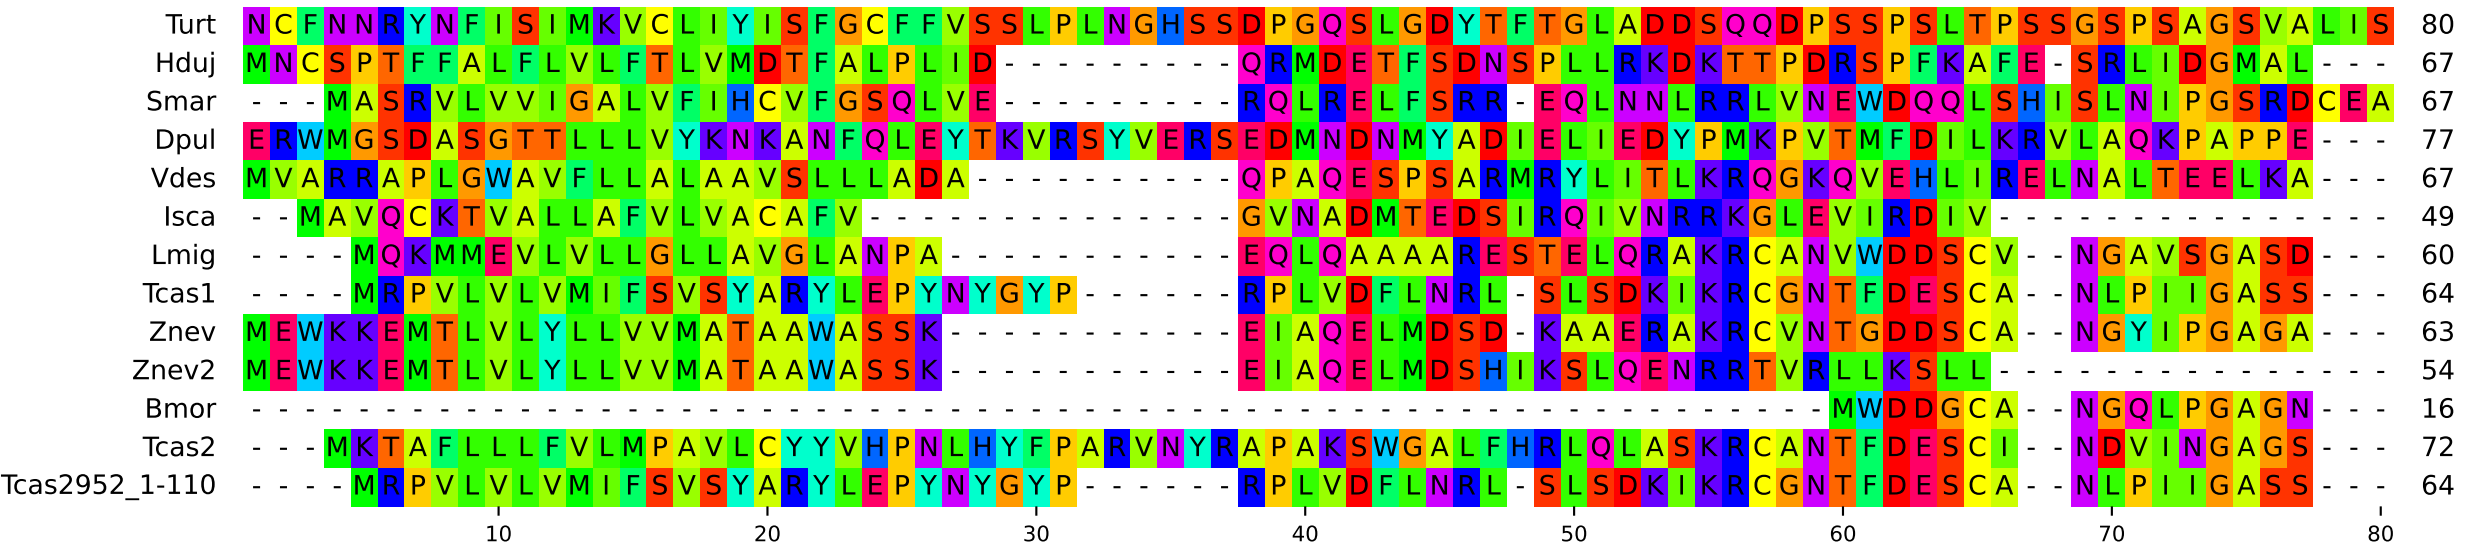 Turt NCFNNRYNFISIMKVCLIYISFGCFFVSSLPLNGHSSDPGQSLGDYTFTGLADDSQQDPSSPSLTPSSGSPSAGSVALIS 80
Hduj MNCSPTFFALFLVLFTLVMDTFALPLID---------QRMDETFSDNSPLLRKDKTTPDRSPFKAFE-SRLIDGMAL--- 67
Smar ---MASRVLVVIGALVFIHCVFGSQLVE---------RQLRELFSRR-EQLNNLRRLVNEWDQQLSHISLNIPGSRDCEA 67
Dpul ERWMGSDASGTTLLLVYKNKANFQLEYTKVRSYVERSEDMNDNMYADIELIEDYPMKPVTMFDILKRVLAQKPAPPE--- 77
Vdes MVARRAPLGWAVFLLALAAVSLLLADA----------QPAQESPSARMRYLITLKRQGKQVEHLIRELNALTEELKA--- 67
Isca --MAVQCKTVALLAFVLVACAFV--------------GVNADMTEDSIRQIVNRRKGLEVIRDIV--------------- 49
Lmig ----MQKMMEVLVLLGLLAVGLANPA-----------EQLQAAAARESTELQRAKRCANVWDDSCV--NGAVSGASD--- 60
Tcas1 ----MRPVLVLVMIFSVSYARYLEPYNYGYP------RPLVDFLNRL-SLSDKIKRCGNTFDESCA--NLPIIGASS--- 64
Znev MEWKKEMTLVLYLLVVMATAAWASSK-----------EIAQELMDSD-KAAERAKRCVNTGDDSCA--NGYIPGAGA--- 63
Znev2 MEWKKEMTLVLYLLVVMATAAWASSK-----------EIAQELMDSHIKSLQENRRTVRLLKSLL--------------- 54
Bmor -----------------------------------------------------------MWDDGCA--NGQLPGAGN--- 16
Tcas2 ---MKTAFLLLFVLMPAVLCYYVHPNLHYFPARVNYRAPAKSWGALFHRLQLASKRCANTFDESCI--NDVINGAGS--- 72
Tcas2952_1-110 ----MRPVLVLVMIFSVSYARYLEPYNYGYP------RPLVDFLNRL-SLSDKIKRCGNTFDESCA--NLPIIGASS--- 64
10 20 30 40 50 60 70 80